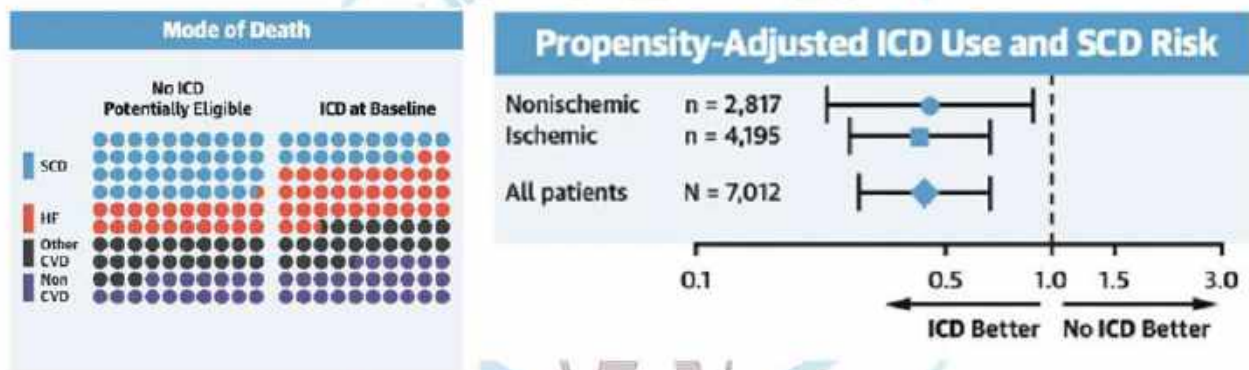 Mode of Death
No ICD
Potentially Eligible
ICD at Baseline
SCD
HF
Other
CVD
Non
CVD
Propensity-Adjusted ICD Use and SCD Risk
Nonischemic n = 2,817
Ischemic n = 4,195
All patients N = 7,012
0.1 0.5 1.0 1.5 3.0
ICD Better No ICD Better